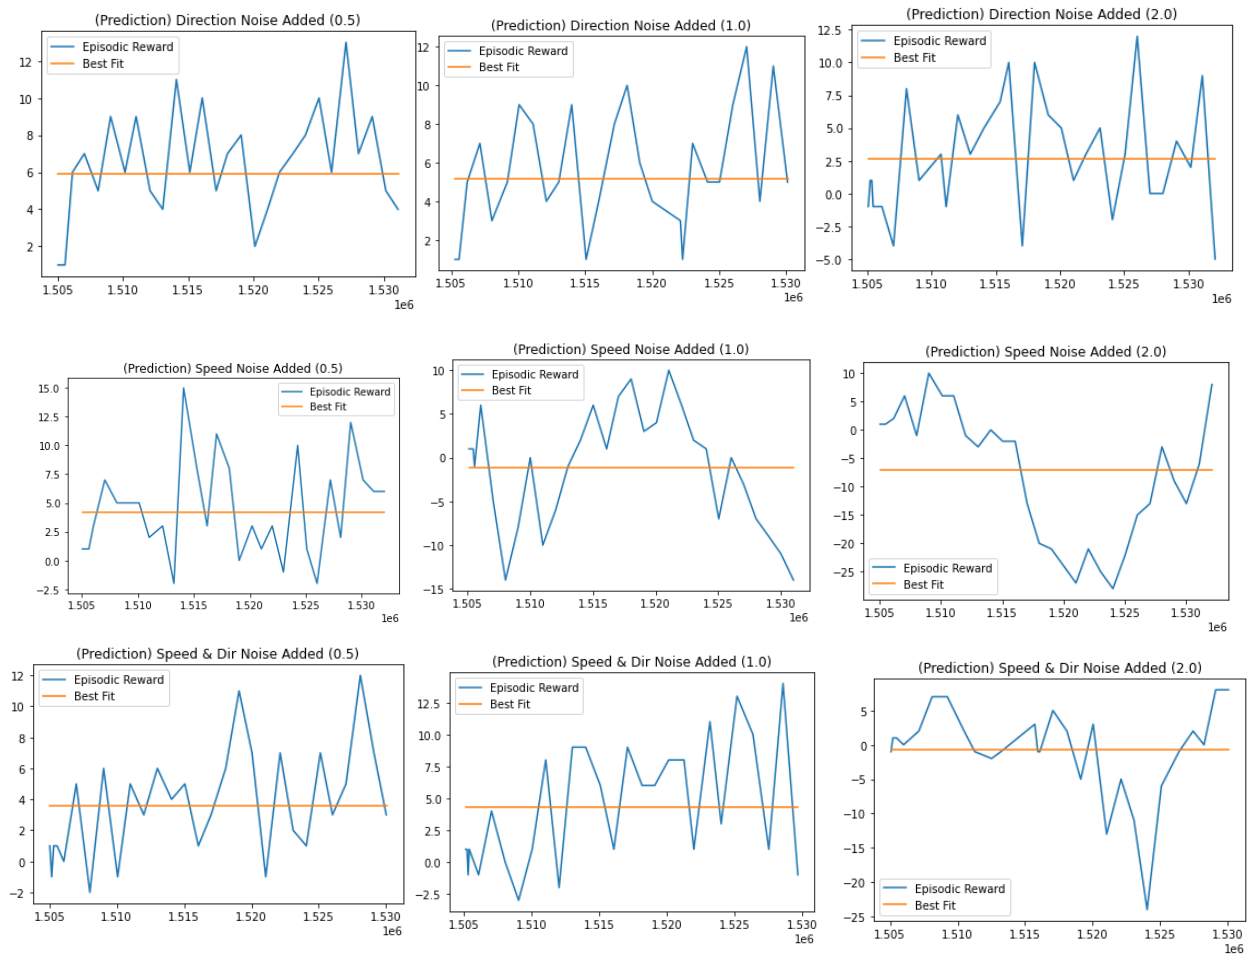 (Prediction) Direction Noise Added (0.5)
Episodic Reward
Best Fit
12
10
8
6
4
2
1.505 1.510 1.515 1.520 1.525 1.530
1e6
(Prediction) Direction Noise Added (1.0)
Episodic Reward
Best Fit
12
10
8
6
4
2
1.505 1.510 1.515 1.520 1.525 1.530
1e6
(Prediction) Direction Noise Added (2.0)
Episodic Reward
Best Fit
12.5
10.0
7.5
5.0
2.5
0.0
−2.5
−5.0
1.505 1.510 1.515 1.520 1.525 1.530
1e6
(Prediction) Speed Noise Added (0.5)
Episodic Reward
Best Fit
15.0
12.5
10.0
7.5
5.0
2.5
0.0
−2.5
1.505 1.510 1.515 1.520 1.525 1.530
1e6
(Prediction) Speed Noise Added (1.0)
Episodic Reward
Best Fit
10
5
0
−5
−10
−15
1.505 1.510 1.515 1.520 1.525 1.530
1e6
(Prediction) Speed Noise Added (2.0)
10
5
0
−5
−10
−15
−20
−25
Episodic Reward
Best Fit
1.505 1.510 1.515 1.520 1.525 1.530
1e6
(Prediction) Speed & Dir Noise Added (0.5)
Episodic Reward
Best Fit
12
10
8
6
4
2
0
−2
1.505 1.510 1.515 1.520 1.525 1.530
1e6
(Prediction) Speed & Dir Noise Added (1.0)
Episodic Reward
Best Fit
12.5
10.0
7.5
5.0
2.5
0.0
−2.5
1.505 1.510 1.515 1.520 1.525 1.530
1e6
(Prediction) Speed & Dir Noise Added (2.0)
5
0
−5
−10
−15
−20
−25
Episodic Reward
Best Fit
1.505 1.510 1.515 1.520 1.525 1.530
1e6